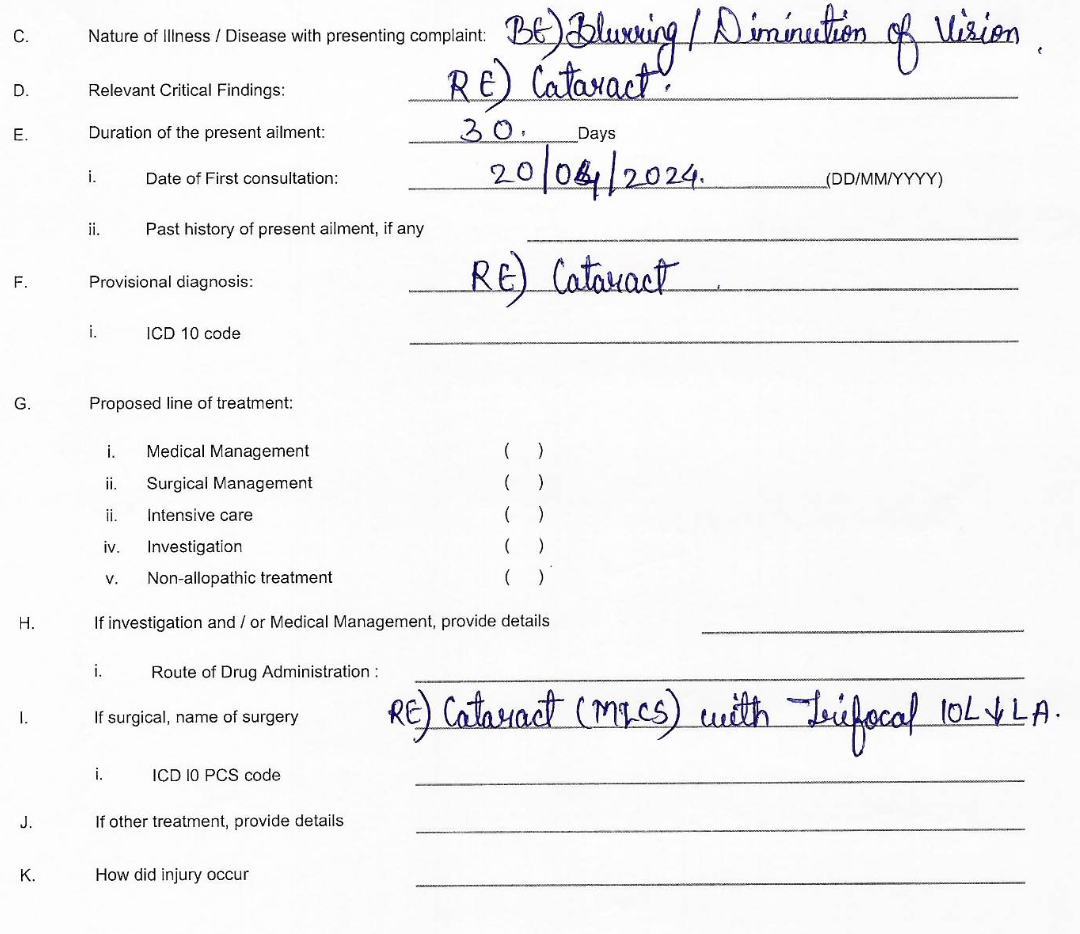 C. Nature of Illness / Disease with presenting complaint: BE) Blurring / Diminution of Vision.
D. Relevant Critical Findings: RE) Cataract.
E. Duration of the present ailment: 30. Days
i. Date of First consultation: 20/04/2024. (DD/MM/YYYY)
ii. Past history of present ailment, if any
F. Provisional diagnosis: RE) Cataract
i. ICD 10 code
G. Proposed line of treatment:
i. Medical Management ( )
ii. Surgical Management ( )
ii. Intensive care ( )
iv. Investigation ( )
v. Non-allopathic treatment ( )
H. If investigation and / or Medical Management, provide details
i. Route of Drug Administration :
I. If surgical, name of surgery RE) Cataract (MICS) with Trifocal IOL ↓ LA.
i. ICD I0 PCS code
J. If other treatment, provide details
K. How did injury occur